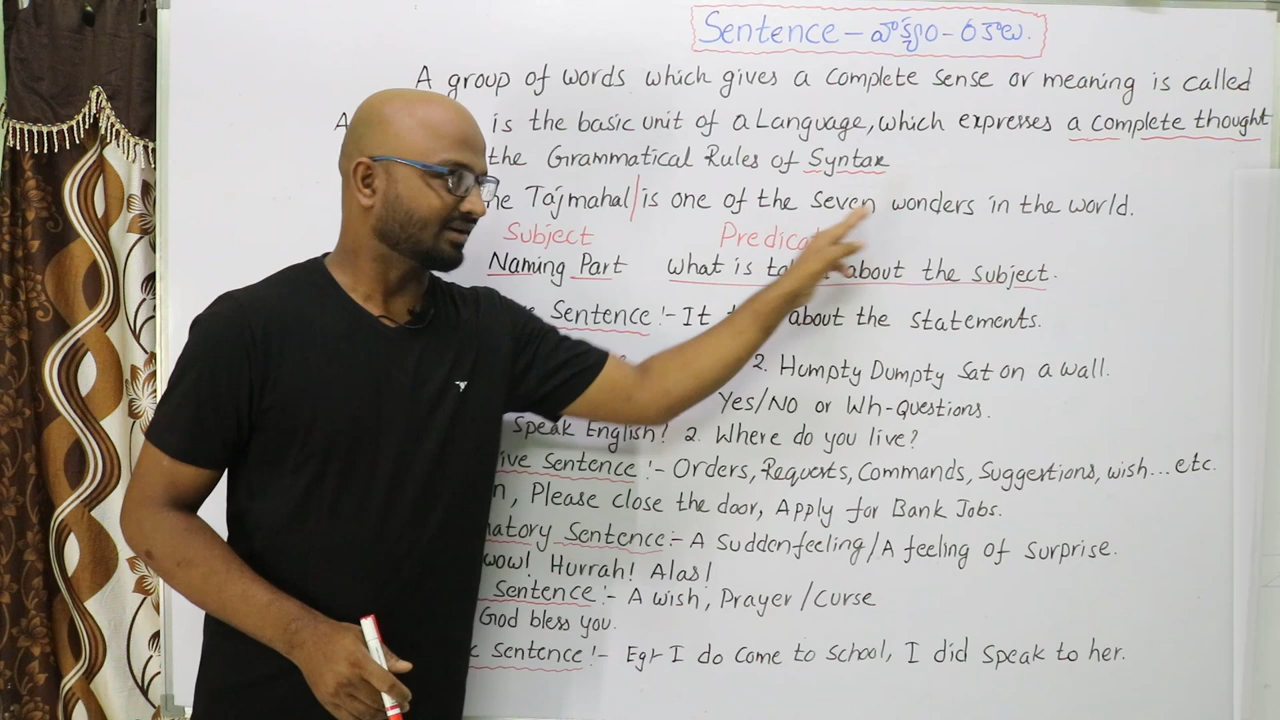 Sentence - వాక్యం - రకాలు.
A group of words which gives a complete sense or meaning is called
A is the basic unit of a Language, which expresses a complete thought
the Grammatical Rules of Syntax
he Tajmahal/is one of the seven wonders in the world.
Subject Predicat
Naming Part What is about the subject.
Sentence :- It about the statements.
2. Humpty Dumpty Sat on a wall.
Yes/NO or Wh-Questions.
Speak English? 2. Where do you live?
ive Sentence :- Orders, Requests, Commands, Suggestions, wish...etc.
n, Please close the door, Apply for Bank Jobs.
matory Sentence:- A Sudden feeling/A feeling of surprise.
wow! Hurrah! Alas!
Sentence :- A wish, Prayer/Curse
God bless you.
c Sentence :- Eg:- I do come to school, I did speak to her.